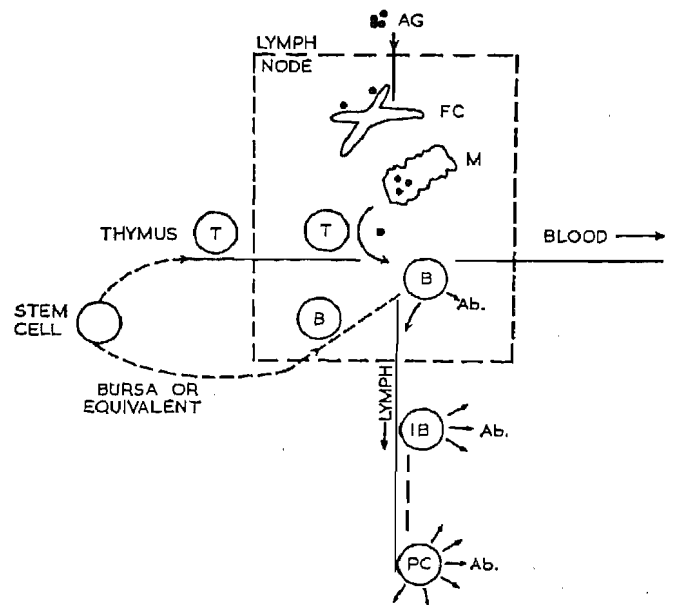 AG
LYMPH
NODE
FC
M
THYMUS
T
T
BLOOD
B
Ab.
STEM
CELL
B
BURSA OR
EQUIVALENT
LYMPH
IB
Ab.
PC
Ab.